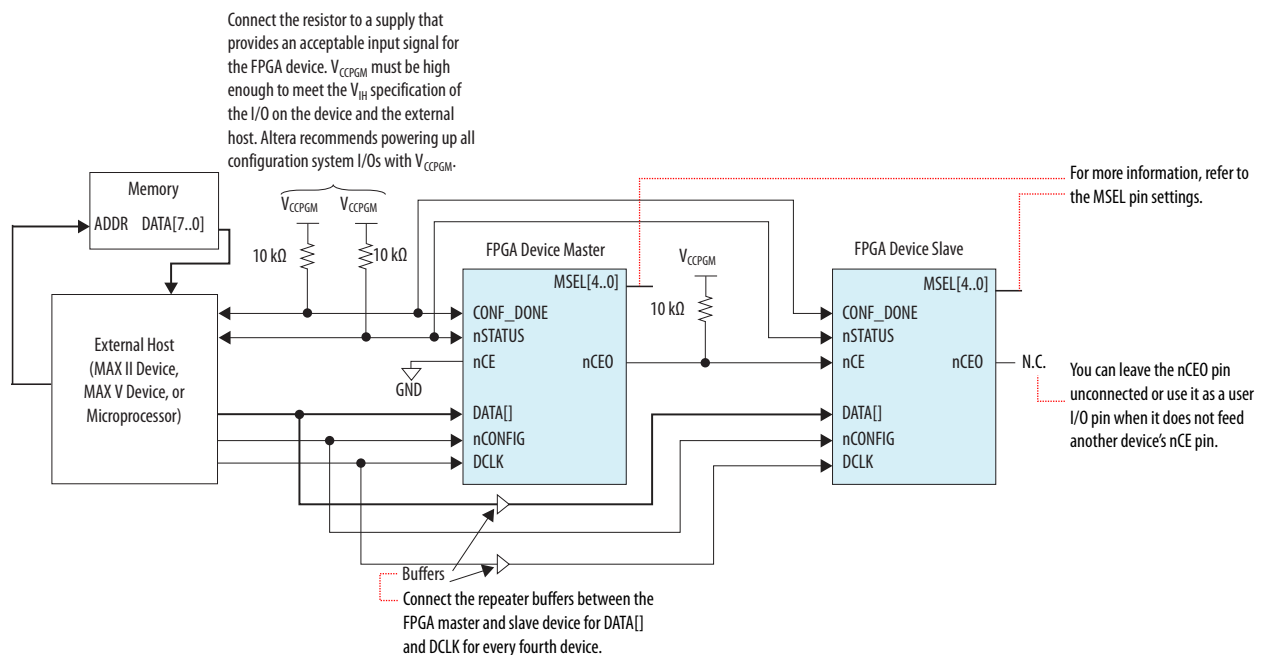 Connect the resistor to a supply that
provides an acceptable input signal for
the FPGA device. VCCPGM must be high
enough to meet the VIH specification of
the I/O on the device and the external
host. Altera recommends powering up all
configuration system I/Os with VCCPGM.
Memory
ADDR DATA[7..0]
VCCPGM VCCPGM
10 kΩ 10 kΩ
External Host
(MAX II Device,
MAX V Device, or
Microprocessor)
GND
FPGA Device Master
MSEL[4..0]
CONF_DONE
nSTATUS
nCE nCEO
DATA[]
nCONFIG
DCLK
VCCPGM
10 kΩ
FPGA Device Slave
MSEL[4..0]
CONF_DONE
nSTATUS
nCE nCEO
DATA[]
nCONFIG
DCLK
N.C.
For more information, refer to
the MSEL pin settings.
You can leave the nCEO pin
unconnected or use it as a user
I/O pin when it does not feed
another device's nCE pin.
Buffers
Connect the repeater buffers between the
FPGA master and slave device for DATA[]
and DCLK for every fourth device.